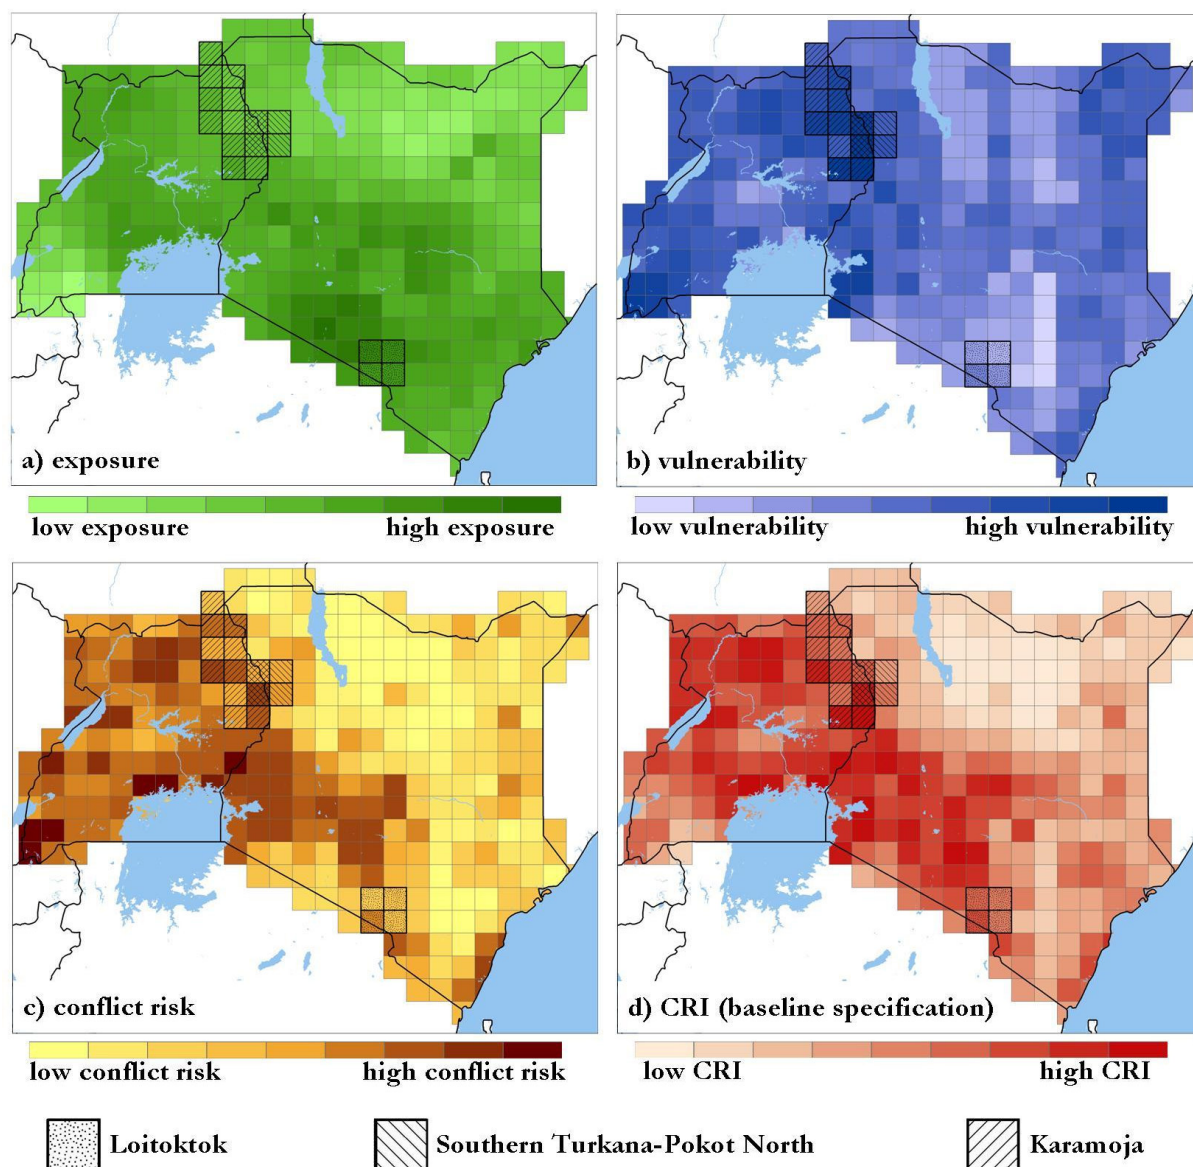 a) exposure
b) vulnerability
low exposure high exposure
low vulnerability high vulnerability
c) conflict risk
d) CRI (baseline specification)
low conflict risk high conflict risk
low CRI high CRI
Loitoktok
Southern Turkana-Pokot North
Karamoja